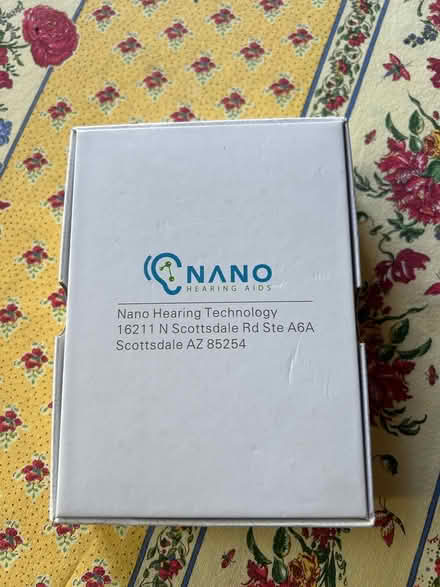 NANO
HEARING AIDS
Nano Hearing Technology
16211 N Scottsdale Rd Ste A6A
Scottsdale AZ 85254